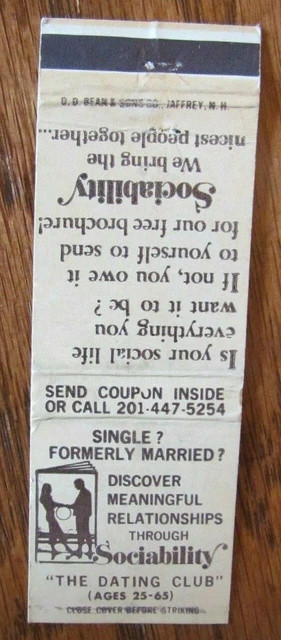 D. D. BEAN & SONS CO., JAFFREY, N. H.
Is your social life
everything you
want it to be ?
If not, you owe it
to yourself to send
for our free brochure!
Sociability
We bring the
nicest people together...
SEND COUPON INSIDE
OR CALL 201-447-5254
SINGLE ?
FORMERLY MARRIED ?
DISCOVER
MEANINGFUL
RELATIONSHIPS
THROUGH
Sociability
"THE DATING CLUB"
(AGES 25-65)
CLOSE COVER BEFORE STRIKING